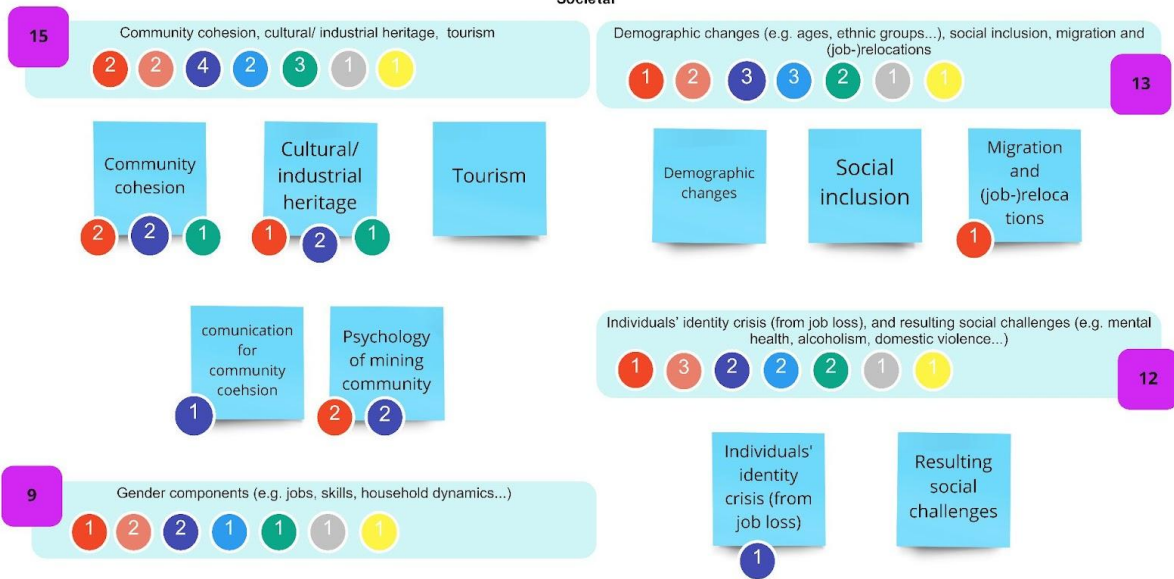 Societal
15
Community cohesion, cultural/ industrial heritage, tourism
2 2 4 2 3 1 1
Community
cohesion
2 2 1
Cultural/
industrial
heritage
1 2 1
Tourism
comunication
for
community
coehsion
1
Psychology
of mining
community
2 2
9
Gender components (e.g. jobs, skills, household dynamics...)
1 2 2 1 1 1 1
Demographic changes (e.g. ages, ethnic groups...), social inclusion, migration and
(job-)relocations
1 2 3 3 2 1 1
13
Demographic
changes
Social
inclusion
Migration
and
(job-)reloca
tions
1
Individuals' identity crisis (from job loss), and resulting social challenges (e.g. mental
health, alcoholism, domestic violence...)
1 3 2 2 2 1 1
12
Individuals'
identity
crisis (from
job loss)
1
Resulting
social
challenges